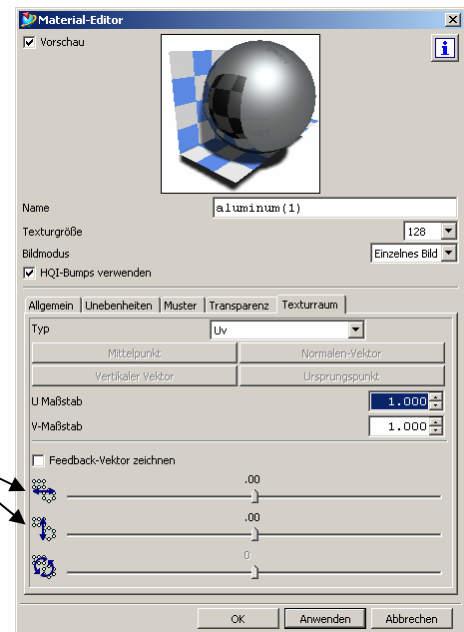 Material-Editor
Vorschau
Name aluminum(1)
Texturgröße 128
Bildmodus Einzelnes Bild
HQI-Bumps verwenden
Allgemein Unebenheiten Muster Transparenz Texturraum
Typ Uv
Mittelpunkt Normalen-Vektor
Vertikaler Vektor Ursprungspunkt
U Maßstab 1.000
V-Maßstab 1.000
Feedback-Vektor zeichnen
.00
.00
0
OK Anwenden Abbrechen